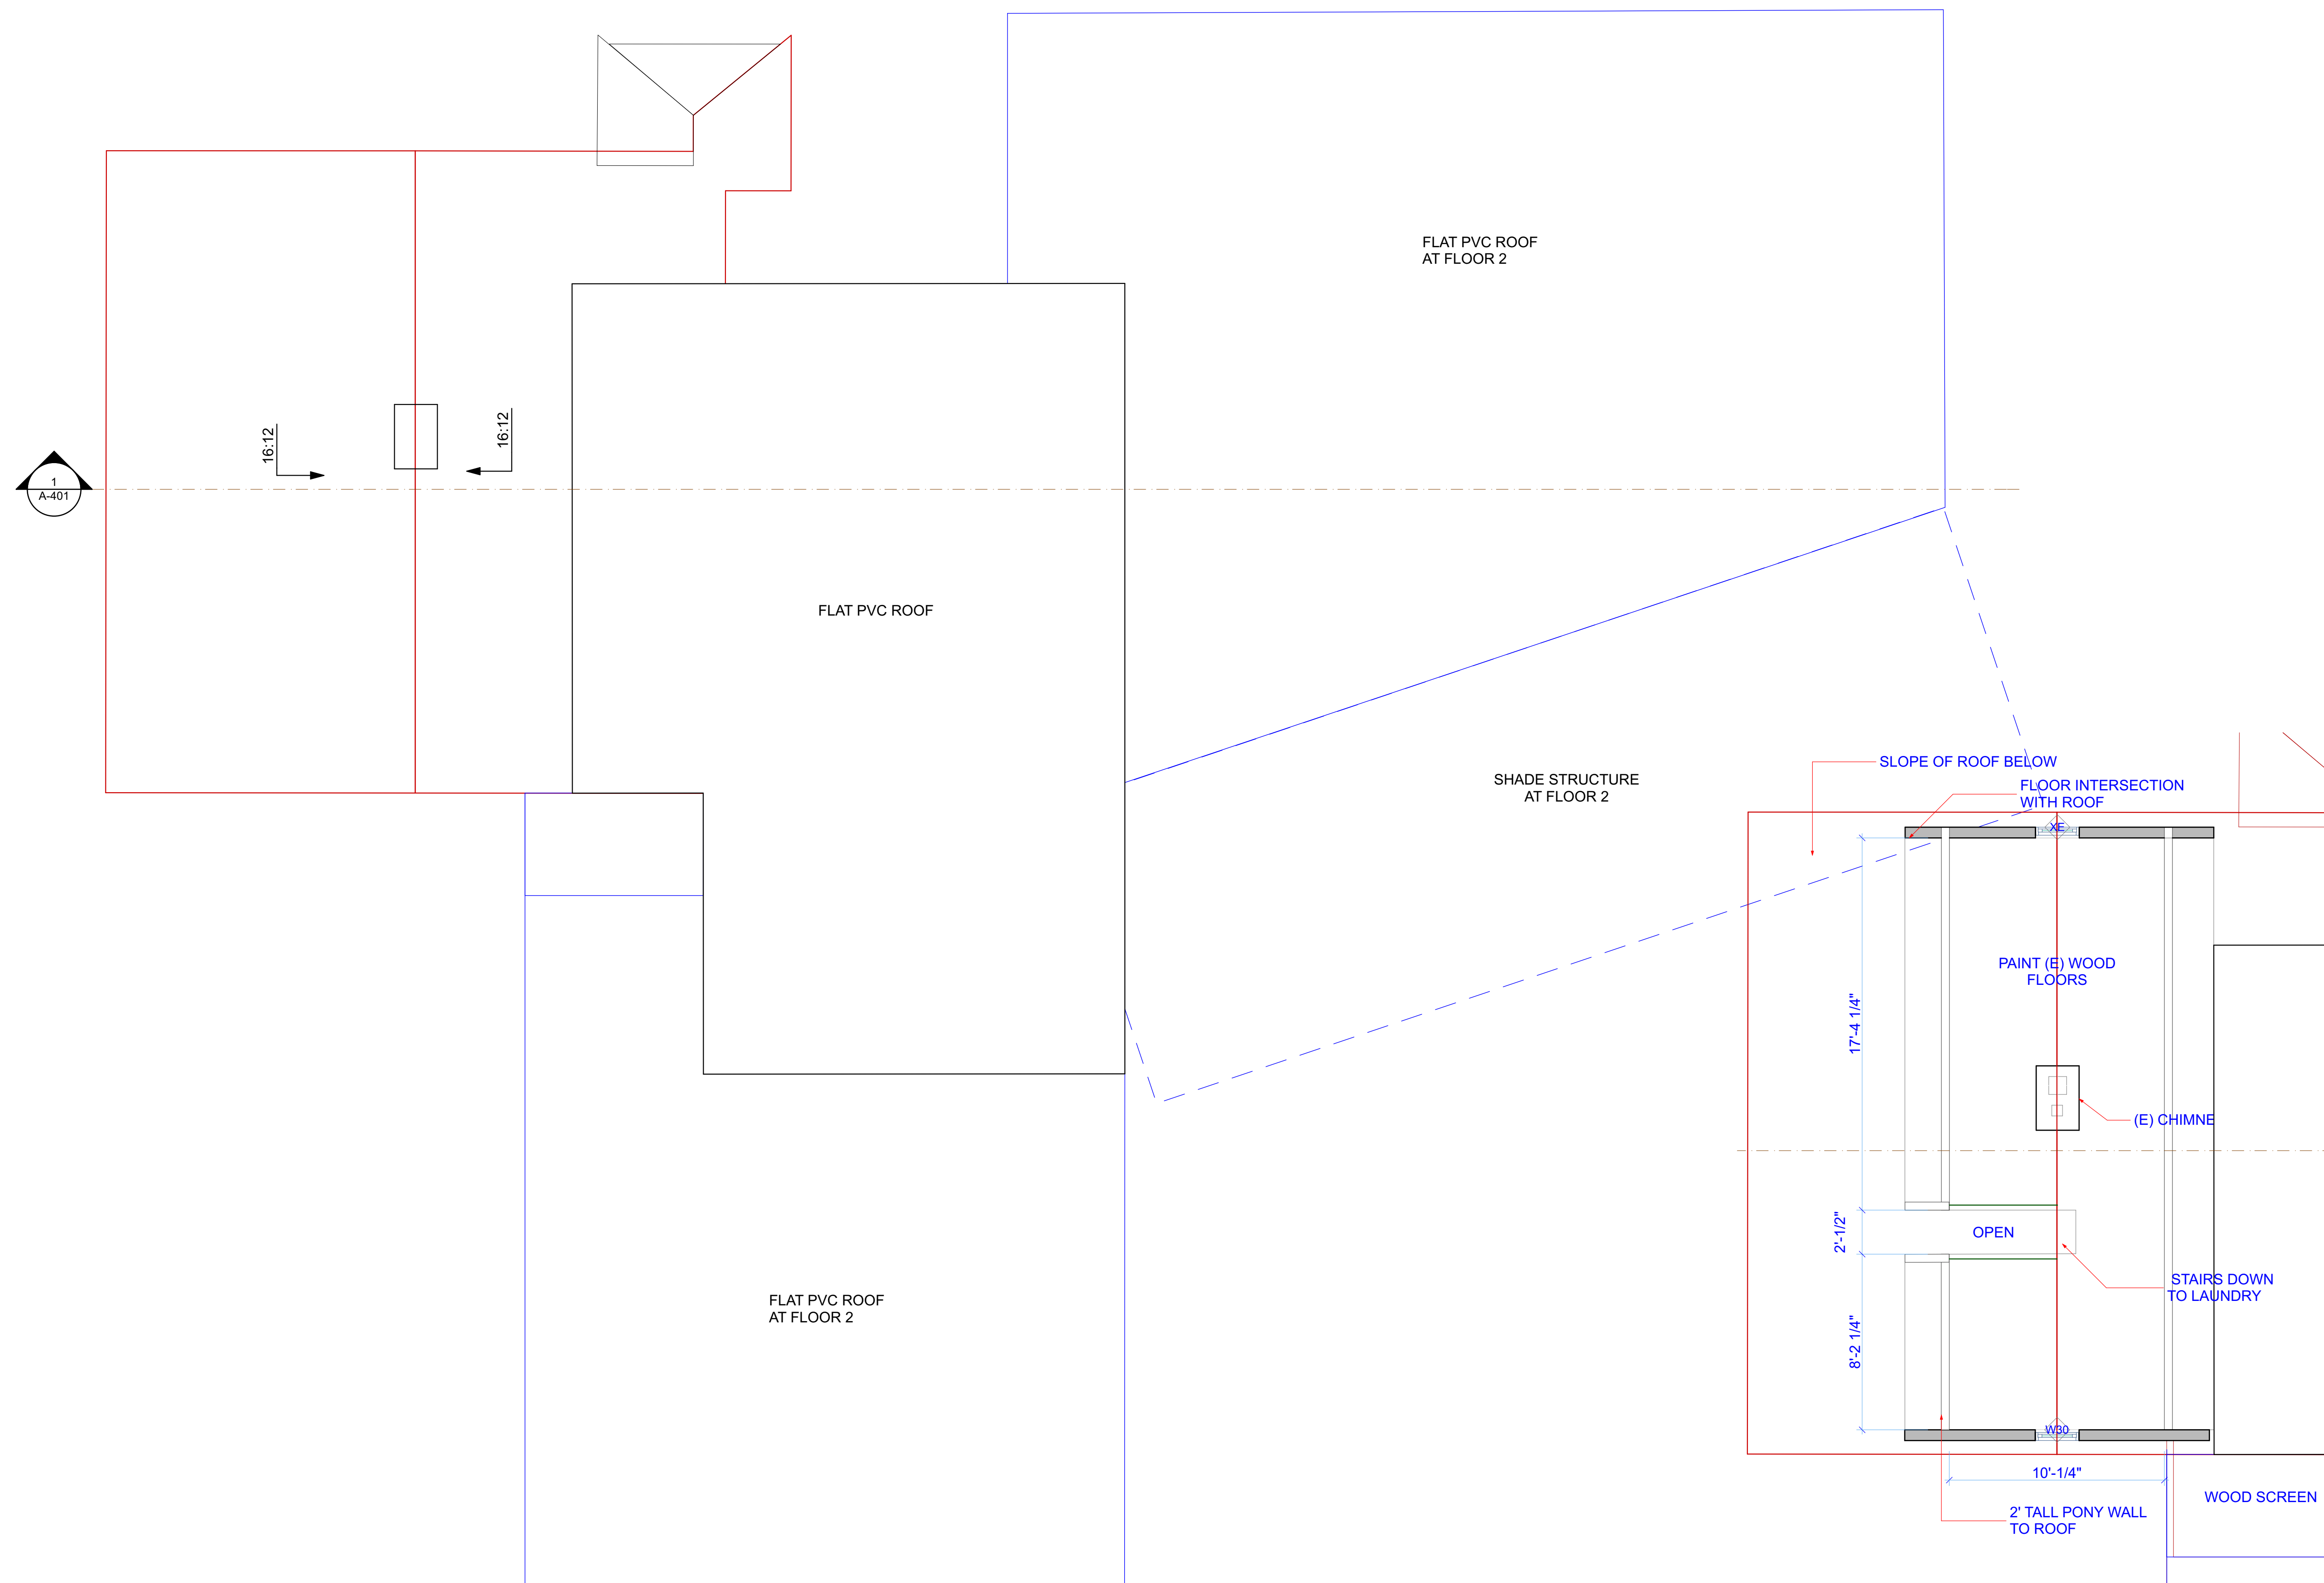 FLAT PVC ROOF
AT FLOOR 2
16:12
16:12
1
A-401
FLAT PVC ROOF
SHADE STRUCTURE
AT FLOOR 2
SLOPE OF ROOF BELOW
FLOOR INTERSECTION
WITH ROOF
XE
PAINT (E) WOOD
FLOORS
17'-4 1/4"
(E) CHIMNE
2'-1/2"
OPEN
STAIRS DOWN
TO LAUNDRY
FLAT PVC ROOF
AT FLOOR 2
8'-2 1/4"
W30
10'-1/4"
WOOD SCREEN
2' TALL PONY WALL
TO ROOF